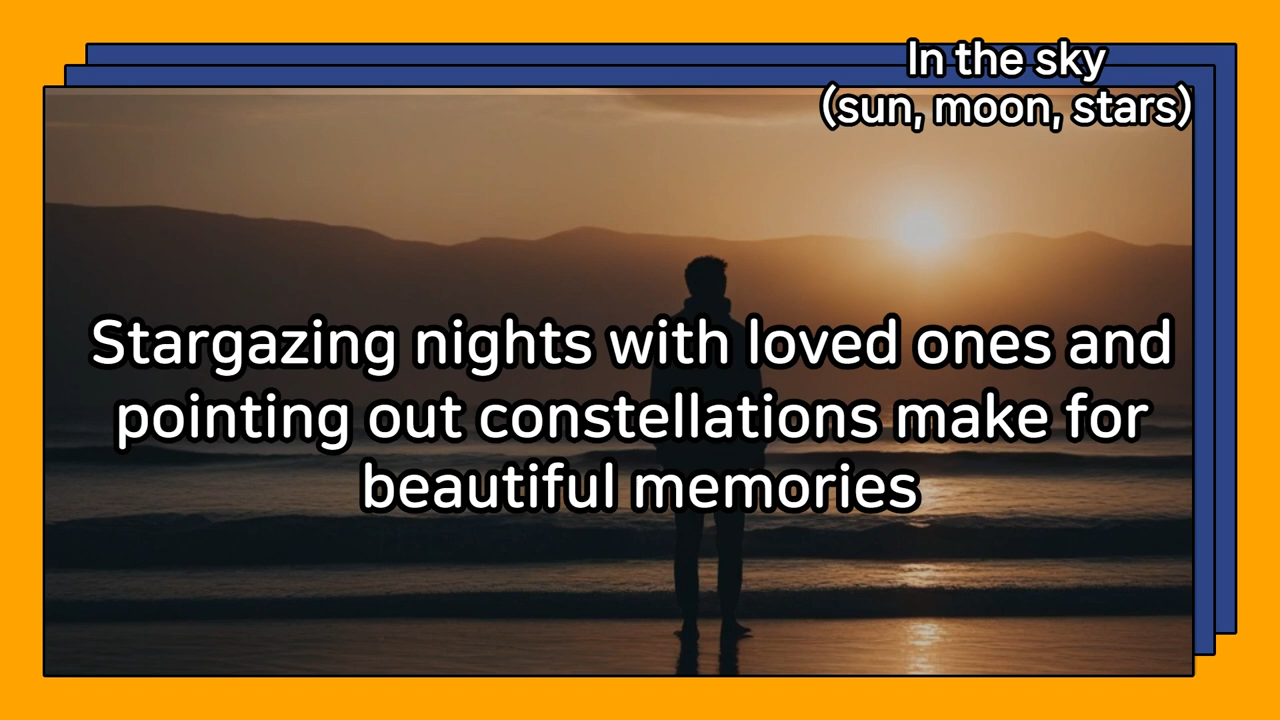 In the sky
(sun, moon, stars)
Stargazing nights with loved ones and
pointing out constellations make for
beautiful memories